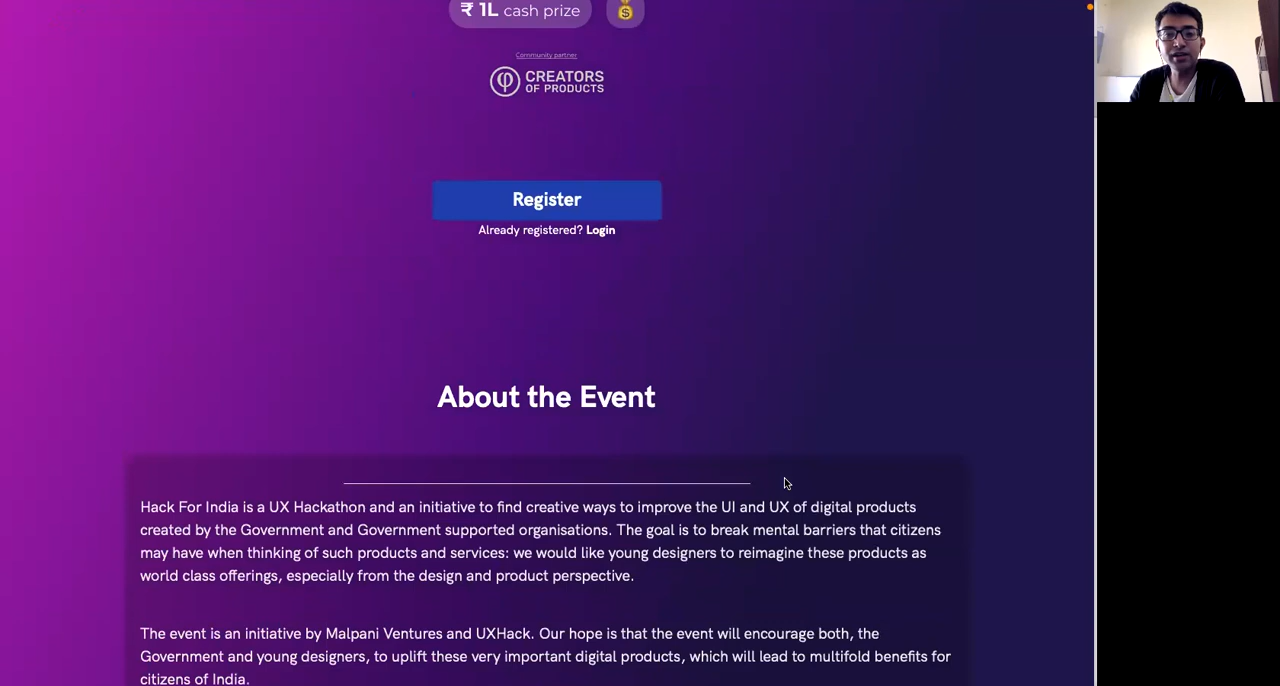 ₹ 1L cash prize
Community partner
CREATORS
OF PRODUCTS
Register
Already registered? Login
About the Event
Hack For India is a UX Hackathon and an initiative to find creative ways to improve the UI and UX of digital products
created by the Government and Government supported organisations. The goal is to break mental barriers that citizens
may have when thinking of such products and services: we would like young designers to reimagine these products as
world class offerings, especially from the design and product perspective.
The event is an initiative by Malpani Ventures and UXHack. Our hope is that the event will encourage both, the
Government and young designers, to uplift these very important digital products, which will lead to multifold benefits for
citizens of India.